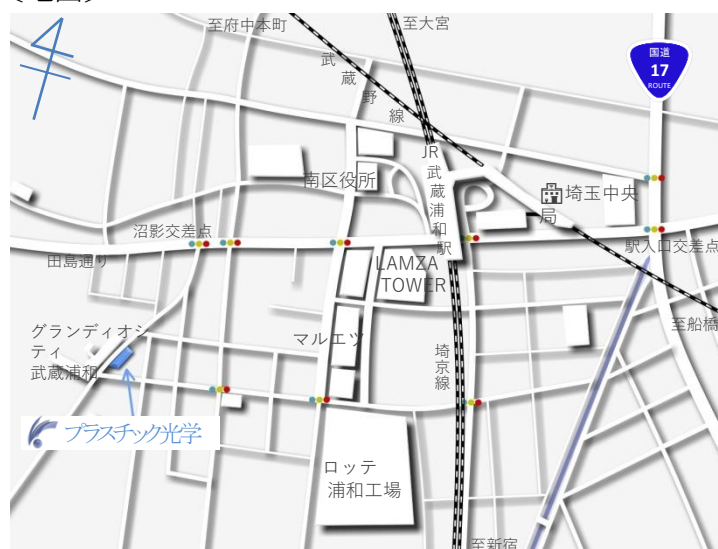 至府中本町
至大宮
武蔵野線
国道
17
ROUTE
JR武蔵浦和駅
南区役所
埼玉中央
局
沼影交差点
田島通り
駅入口交差点
LAMZA
TOWER
グランディオシ
ティ
武蔵浦和
マルエツ
埼京線
至船橋
プラスチック光学
ロッテ
浦和工場
至新宿